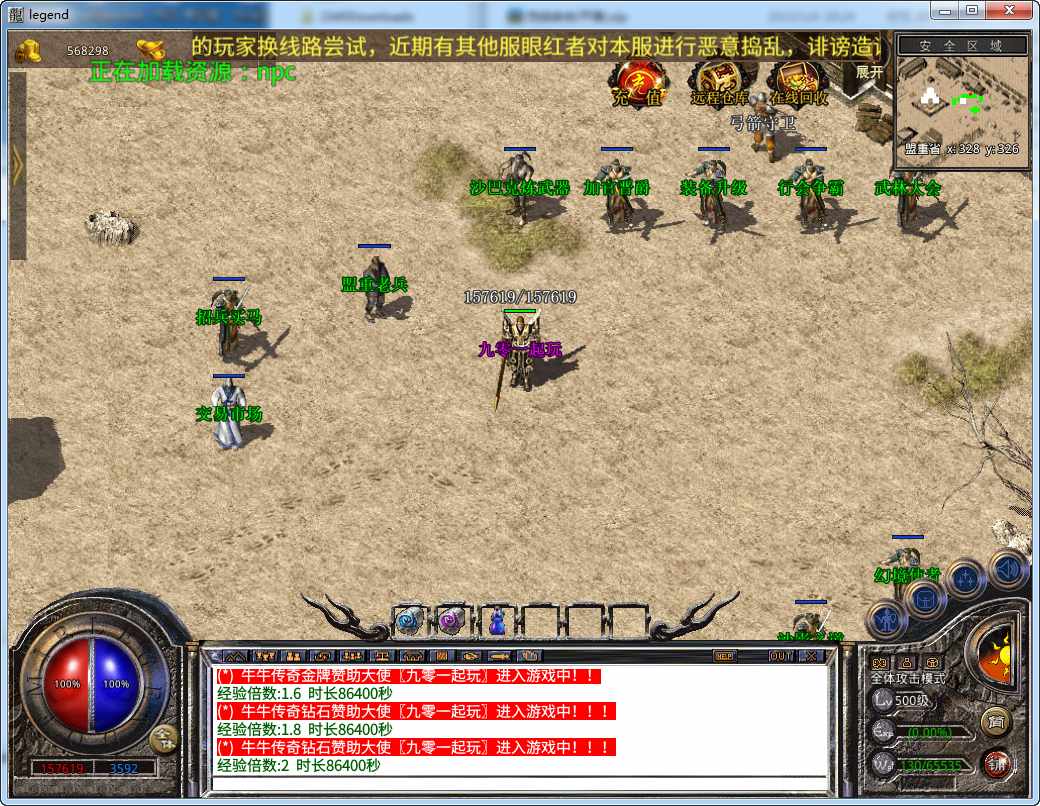 legend
568298
的玩家换线路尝试，近期有其他服眼红者对本服进行恶意捣乱，诽谤造
正在加载资源：npc
充 值
远程仓库
在线回收
展开
安 全 区 域
盟重省 x:328 y:326
弓箭守卫
沙巴克炼武器
加官晋爵
装备升级
行会争霸
武林大会
盟重老兵
157619/157619
招兵买马
九零一起玩
交易市场
幻境使者
100%
100%
全体
157619
3592
HELP
OUT
X
(*) 牛牛传奇金牌赞助大使〖九零一起玩〗进入游戏中！！
经验倍数:1.6 时长86400秒
(*) 牛牛传奇钻石赞助大使〖九零一起玩〗进入游戏中！！！
经验倍数:1.8 时长86400秒
(*) 牛牛传奇钻石赞助大使〖九零一起玩〗进入游戏中！！！
经验倍数:2 时长86400秒
全体攻击模式
Lv 500级
Exp (0.00%)
Wgt 130/65535